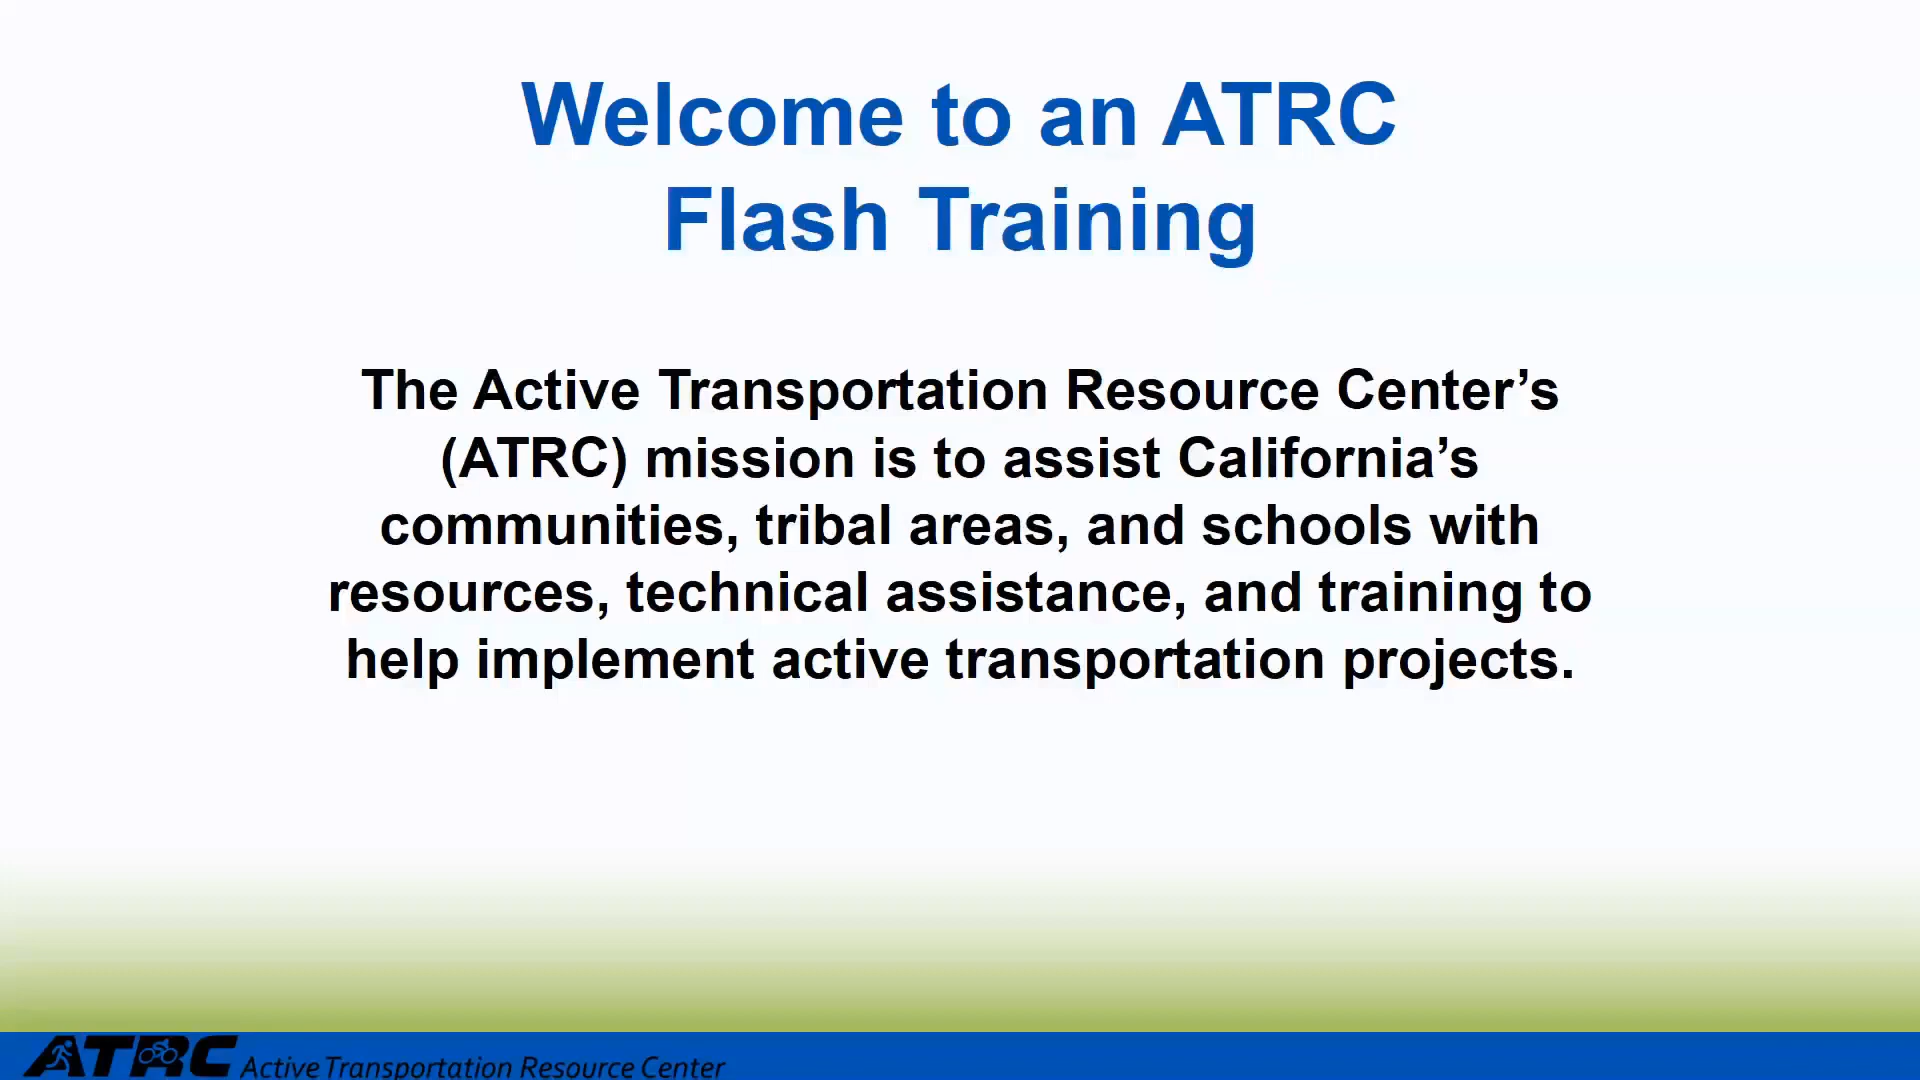 Welcome to an ATRC
Flash Training
The Active Transportation Resource Center’s
(ATRC) mission is to assist California’s
communities, tribal areas, and schools with
resources, technical assistance, and training to
help implement active transportation projects.
ATRC Active Transportation Resource Center